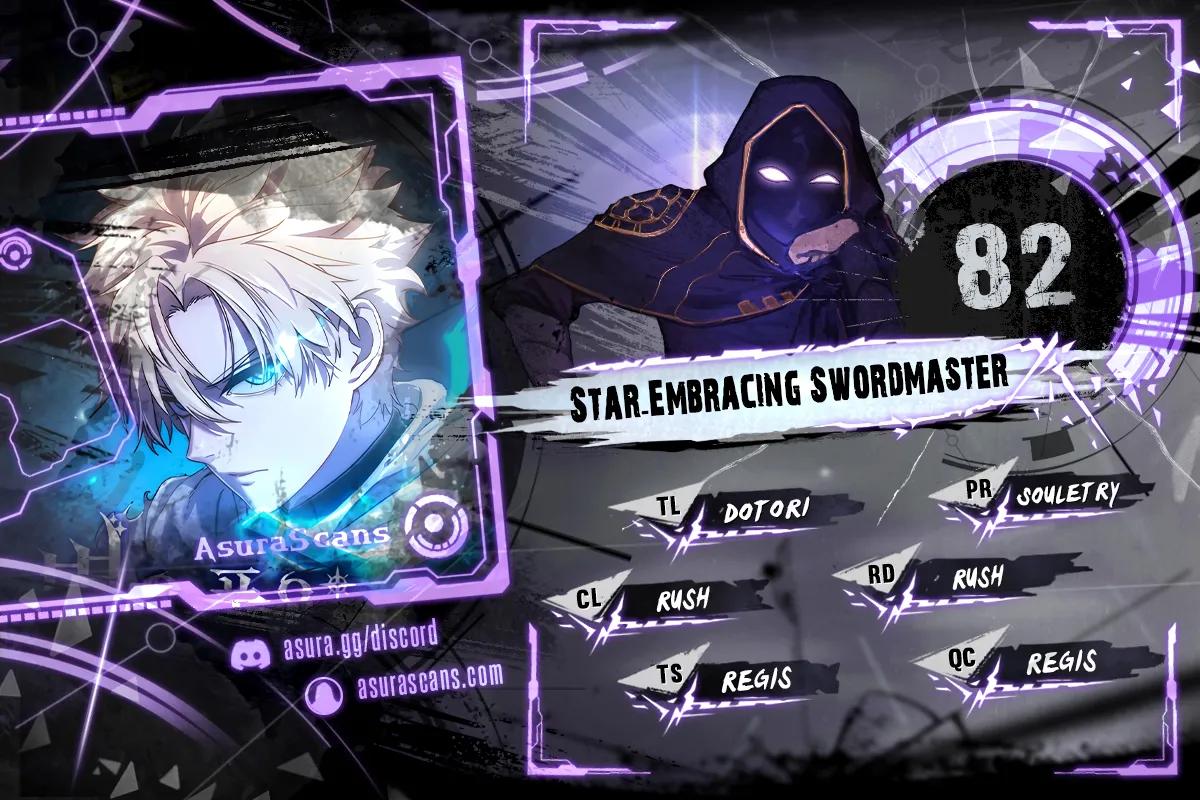 82
STAR-EMBRACING SWORDMASTER
TL DOTORI
PR SOULETRY
CL RUSH
RD RUSH
TS REGIS
QC REGIS
AsuraScans
asura.gg/discord
asurascans.com